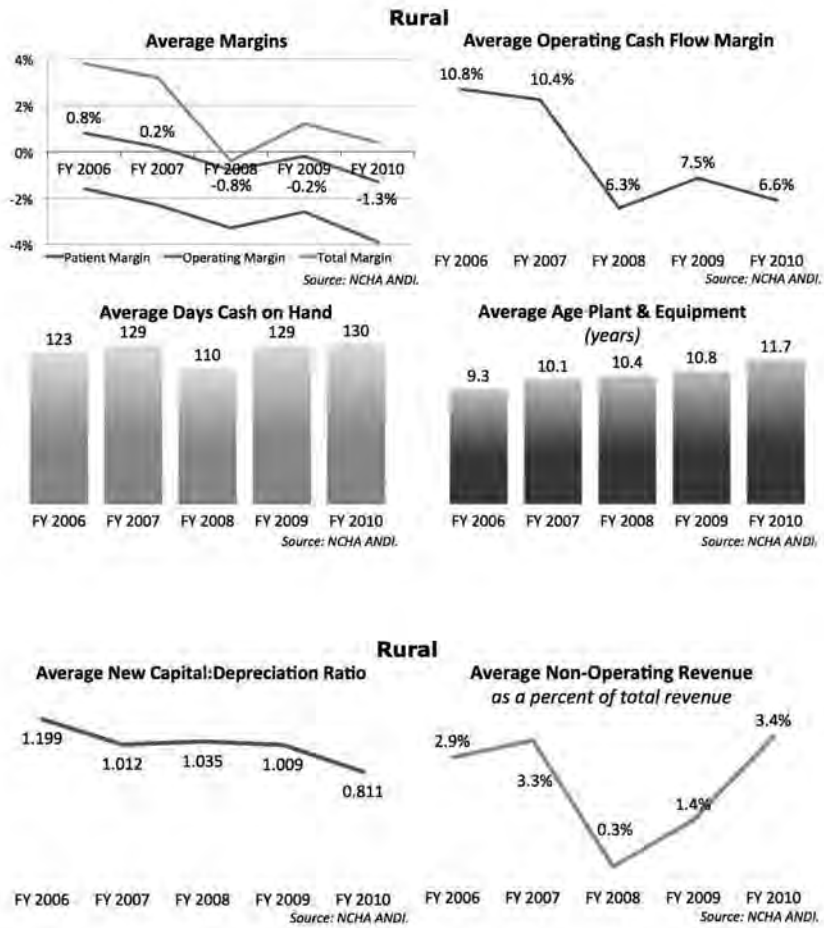 Rural
Average Margins
4%
2%
0%
-2%
-4%
0.8%
0.2%
FY 2006 FY 2007 FY 2008 FY 2009 FY 2010
-0.8%
-0.2%
-1.3%
Patient Margin Operating Margin Total Margin
Source: NCHA ANDI.
Average Operating Cash Flow Margin
10.8%
10.4%
6.3%
7.5%
6.6%
FY 2006 FY 2007 FY 2008 FY 2009 FY 2010
Source: NCHA ANDI.
Average Days Cash on Hand
123 129 110 129 130
FY 2006 FY 2007 FY 2008 FY 2009 FY 2010
Source: NCHA ANDI.
Average Age Plant & Equipment
(years)
9.3 10.1 10.4 10.8 11.7
FY 2006 FY 2007 FY 2008 FY 2009 FY 2010
Source: NCHA ANDI.
Rural
Average New Capital:Depreciation Ratio
1.199 1.012 1.035 1.009 0.811
FY 2006 FY 2007 FY 2008 FY 2009 FY 2010
Source: NCHA ANDI.
Average Non-Operating Revenue
as a percent of total revenue
2.9%
3.3%
0.3%
1.4%
3.4%
FY 2006 FY 2007 FY 2008 FY 2009 FY 2010
Source: NCHA ANDI.